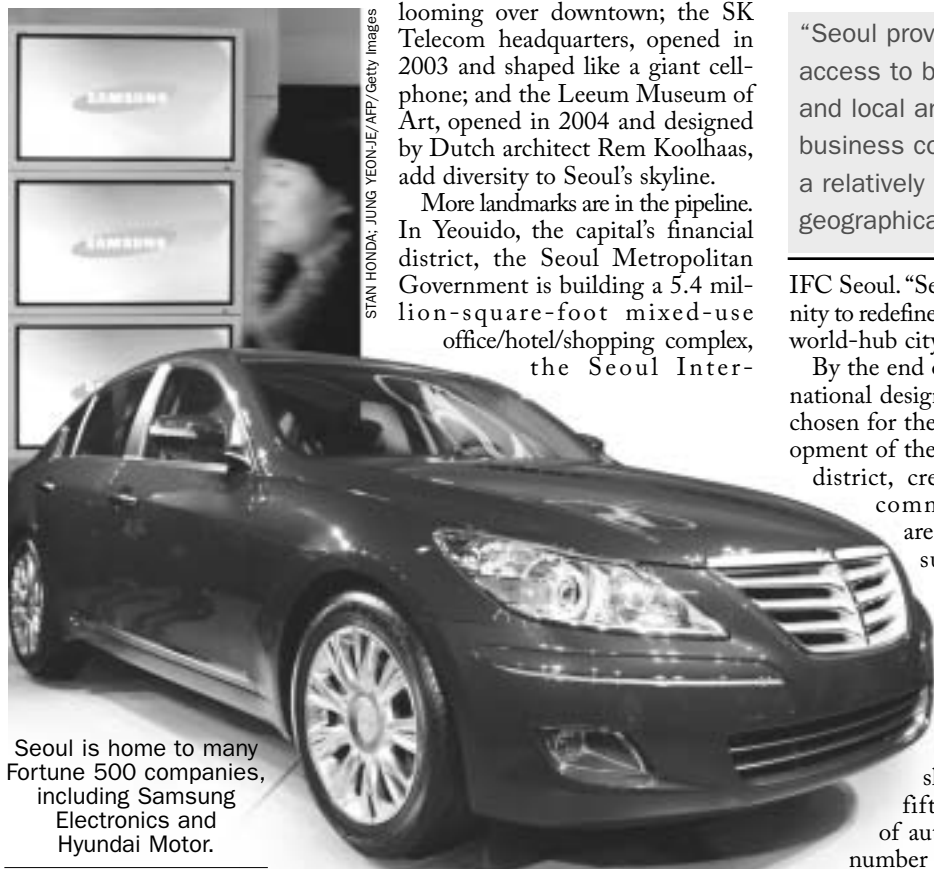 SAMSUNG
SAMSUNG
STAN HONDA; JUNG YEON-JE/AFP/Getty Images
looming over downtown; the SK
Telecom headquarters, opened in
2003 and shaped like a giant cell-
phone; and the Leeum Museum of
Art, opened in 2004 and designed
by Dutch architect Rem Koolhaas,
add diversity to Seoul's skyline.
More landmarks are in the pipeline.
In Yeouido, the capital's financial
district, the Seoul Metropolitan
Government is building a 5.4 mil-
lion-square-foot mixed-use
office/hotel/shopping complex,
the Seoul Inter-
Seoul is home to many
Fortune 500 companies,
including Samsung
Electronics and
Hyundai Motor.
“Seoul prov
access to b
and local an
business co
a relatively
geographica
IFC Seoul. “Se
nity to redefine
world-hub city
By the end o
national design
chosen for the
opment of the
district, cre
comm
are
su
sh
fift
of aut
number